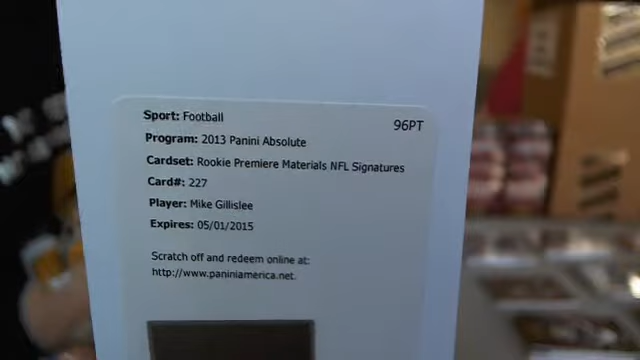 Sport: Football
96PT
Program: 2013 Panini Absolute
Cardset: Rookie Premiere Materials NFL Signatures
Card#: 227
Player: Mike Gillislee
Expires: 05/01/2015
Scratch off and redeem online at:
http://www.paniniamerica.net.